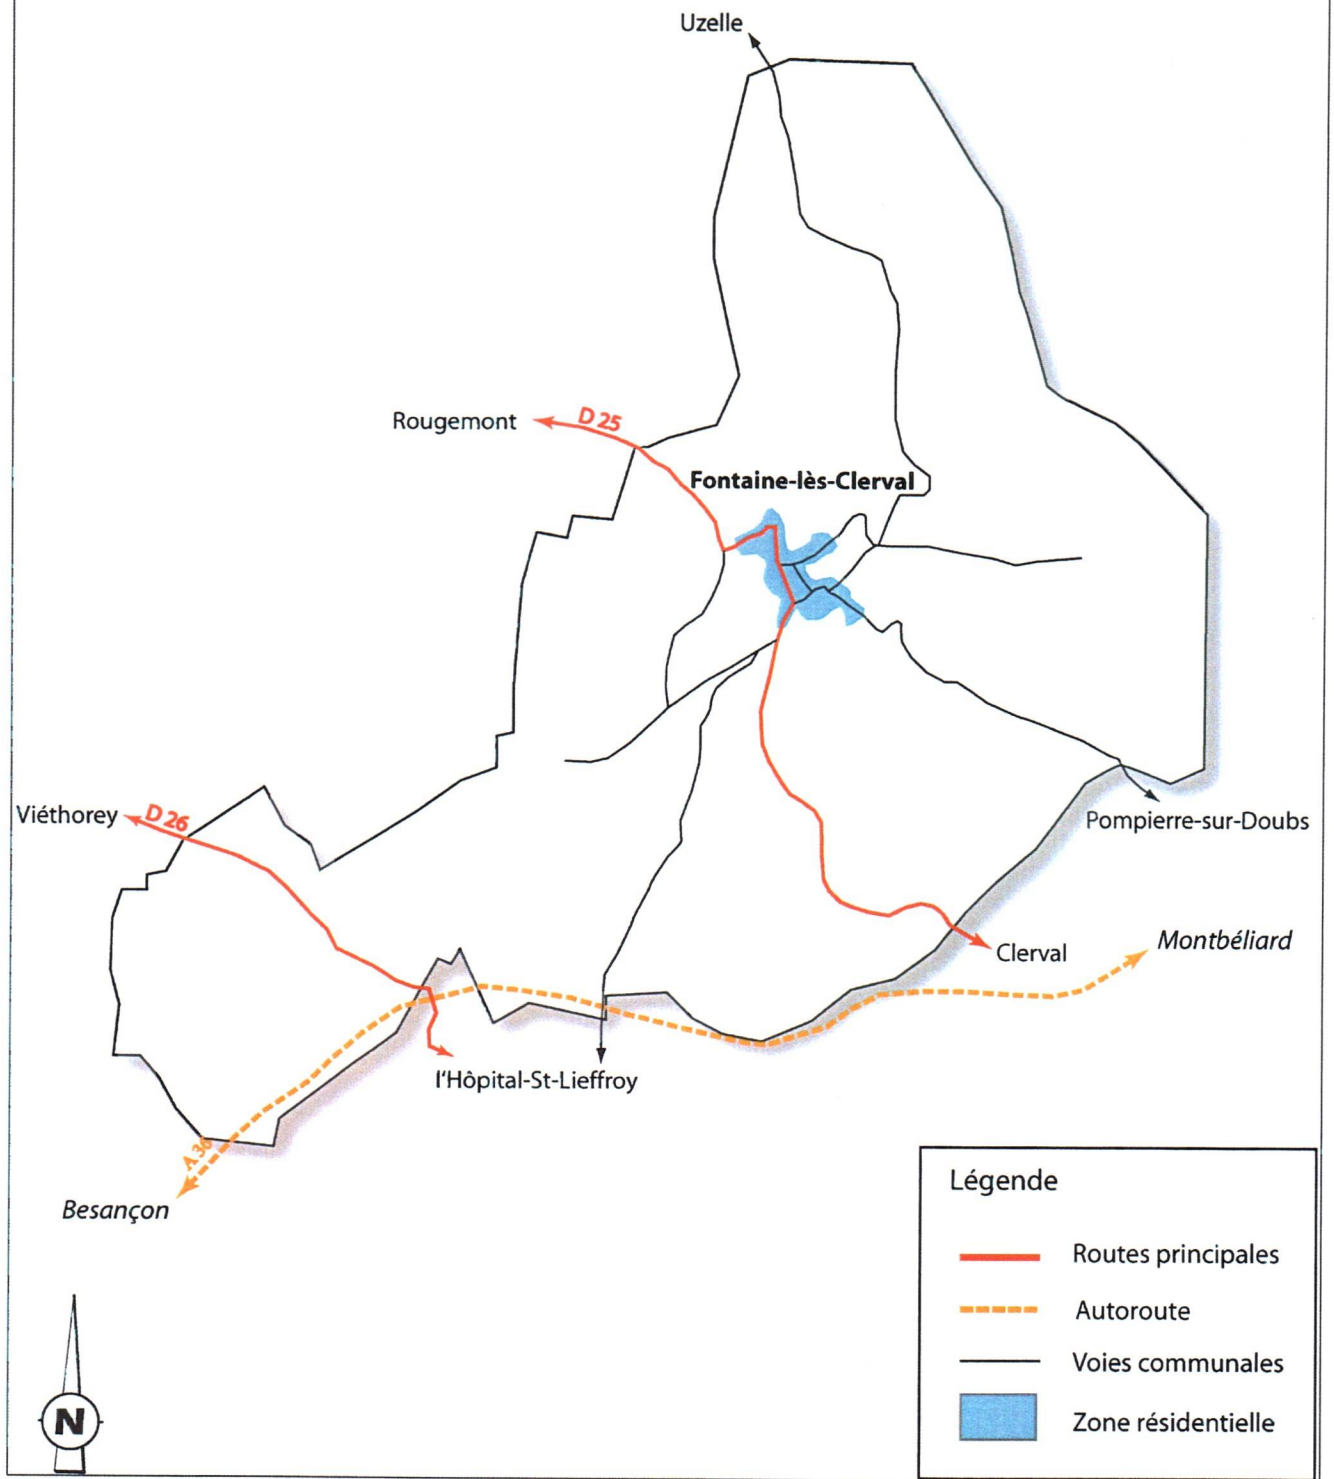 Uzelle
Rougemont
D 25
Fontaine-lès-Clerval
Viéthorey
D 26
Pompierre-sur-Doubs
Montbéliard
Clerval
l'Hôpital-St-Lieffroy
A 36
Besançon
Légende
Routes principales
Autoroute
Voies communales
Zone résidentielle
N